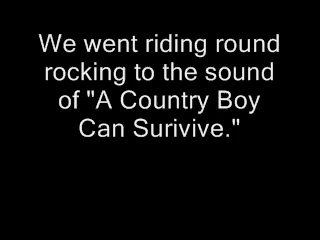 We went riding round
rocking to the sound
of "A Country Boy
Can Surivive."